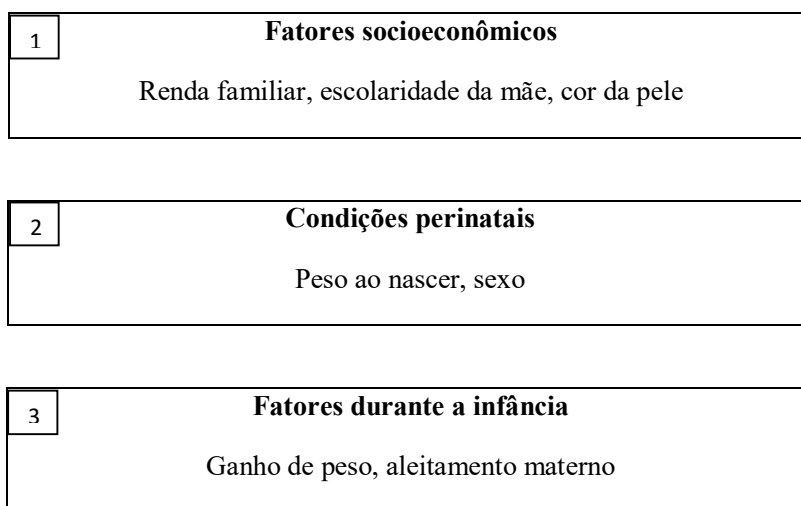 1
Fatores socioeconômicos
Renda familiar, escolaridade da mãe, cor da pele
2
Condições perinatais
Peso ao nascer, sexo
3
Fatores durante a infância
Ganho de peso, aleitamento materno